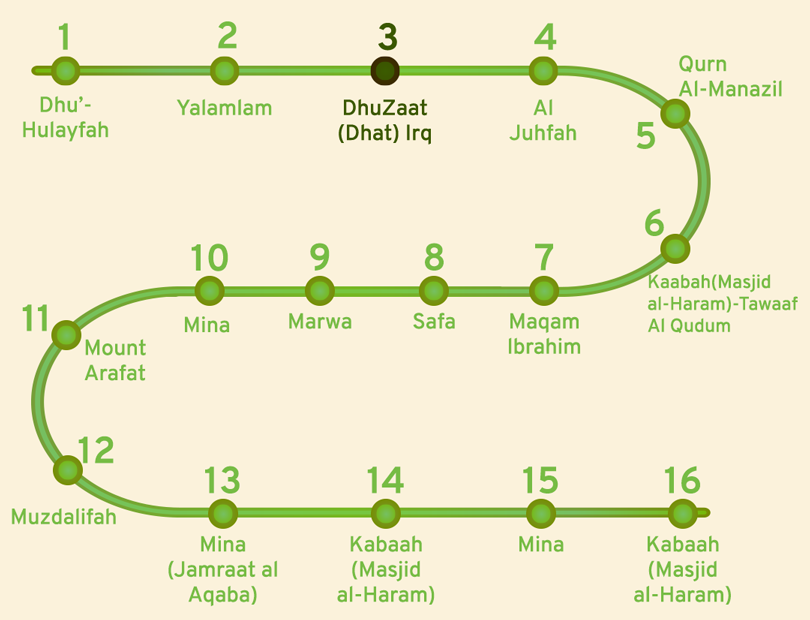 1
Dhu’-
Hulayfah
2
Yalamlam
3
DhuZaat
(Dhat) Irq
4
Al
Juhfah
Qurn
Al-Manazil
5
6
Kaabah(Masjid
al-Haram)-Tawaaf
Al Qudum
7
Maqam
Ibrahim
8
Safa
9
Marwa
10
Mina
11
Mount
Arafat
12
Muzdalifah
13
Mina
(Jamraat al
Aqaba)
14
Kabaah
(Masjid
al-Haram)
15
Mina
16
Kabaah
(Masjid
al-Haram)